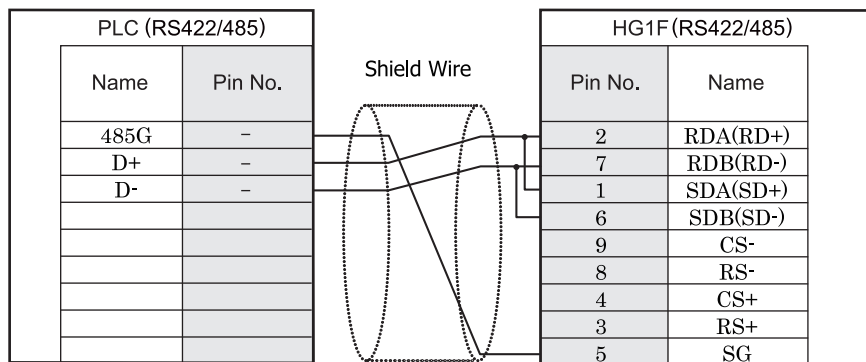 PLC (RS422/485)
Name Pin No.
485G -
D+ -
D- -
Shield Wire
HG1F(RS422/485)
Pin No. Name
2 RDA(RD+)
7 RDB(RD-)
1 SDA(SD+)
6 SDB(SD-)
9 CS-
8 RS-
4 CS+
3 RS+
5 SG